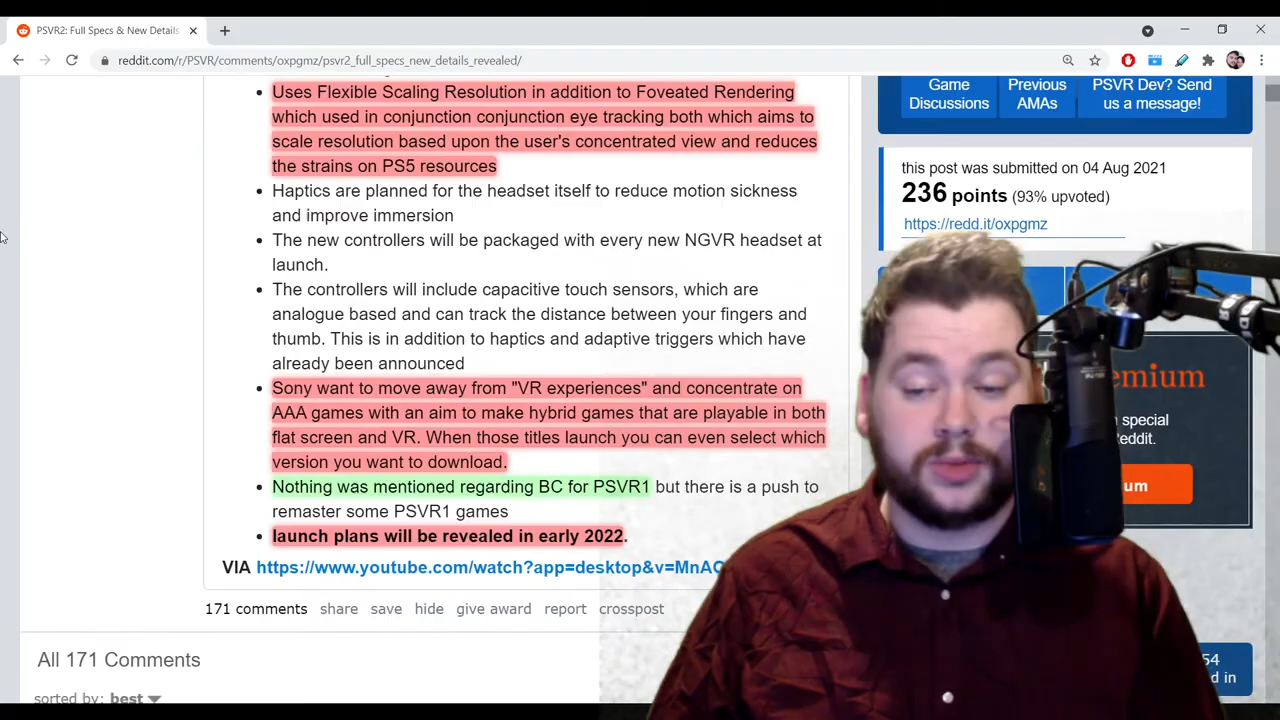 PSVR2: Full Specs & New Details
reddit.com/r/PSVR/comments/oxpgmz/psvr2_full_specs_new_details_revealed/
Uses Flexible Scaling Resolution in addition to Foveated Rendering
which used in conjunction conjunction eye tracking both which aims to
scale resolution based upon the user's concentrated view and reduces
the strains on PS5 resources
Haptics are planned for the headset itself to reduce motion sickness
and improve immersion
The new controllers will be packaged with every new NGVR headset at
launch.
The controllers will include capacitive touch sensors, which are
analogue based and can track the distance between your fingers and
thumb. This is in addition to haptics and adaptive triggers which have
already been announced
Sony want to move away from "VR experiences" and concentrate on
AAA games with an aim to make hybrid games that are playable in both
flat screen and VR. When those titles launch you can even select which
version you want to download.
Nothing was mentioned regarding BC for PSVR1 but there is a push to
remaster some PSVR1 games
launch plans will be revealed in early 2022.
VIA https://www.youtube.com/watch?app=desktop&v=MnAC
171 comments share save hide give award report crosspost
All 171 Comments
sorted by: best
Game
Discussions
Previous
AMAs
PSVR Dev? Send
us a message!
this post was submitted on 04 Aug 2021
236 points (93% upvoted)
https://redd.it/oxpgmz
emium
special
eddit.
um
54
d in